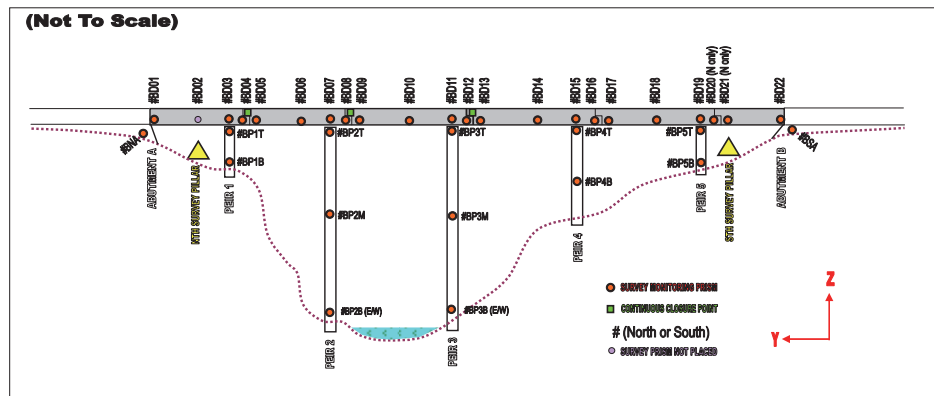 (Not To Scale)
#BD01
#BD02
#BD03
#BD04
#BD05
#BD06
#BD07
#BD08
#BD09
#BD10
#BD11
#BD12
#BD13
#BD14
#BD15
#BD16
#BD17
#BD18
#BD19
#BD20 (N only)
#BD21 (N only)
#BD22
#BNA
#BP1T
#BP2T
#BP3T
#BP4T
#BP5T
#BSA
#BP1B
#BP5B
#BP4B
#BP2M
#BP3M
#BP2B (E/W)
#BP3B (E/W)
ABUTMENT A
NTH SURVEY PILLAR
PEIR 1
PEIR 2
PEIR 3
PEIR 4
PEIR 5
STH SURVEY PILLAR
ABUTMENT B
SURVEY MONITORING PRISM
CONTINUOUS CLOSURE POINT
# (North or South)
SURVEY PRISM NOT PLACED
Z
Y